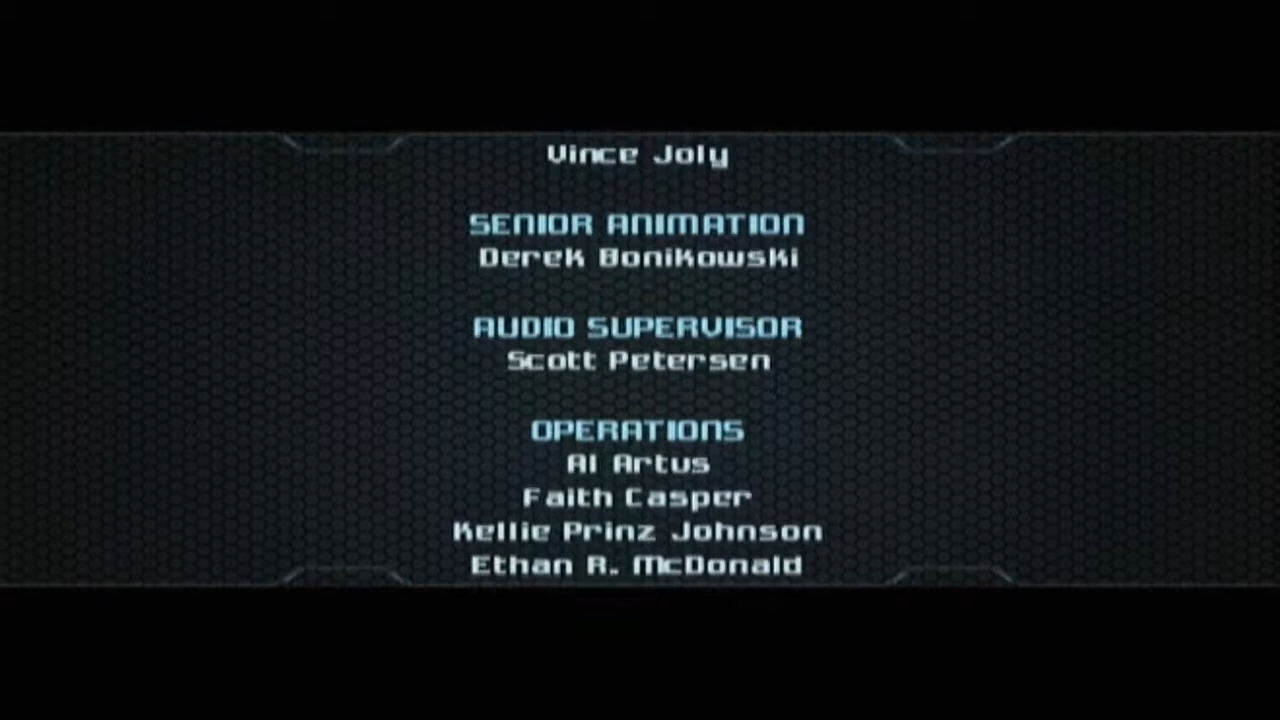 Vince Joly
SENIOR ANIMATION
Derek Bonikowski
AUDIO SUPERVISOR
Scott Petersen
OPERATIONS
Al Artus
Faith Casper
Kellie Prinz Johnson
Ethan R. McDonald